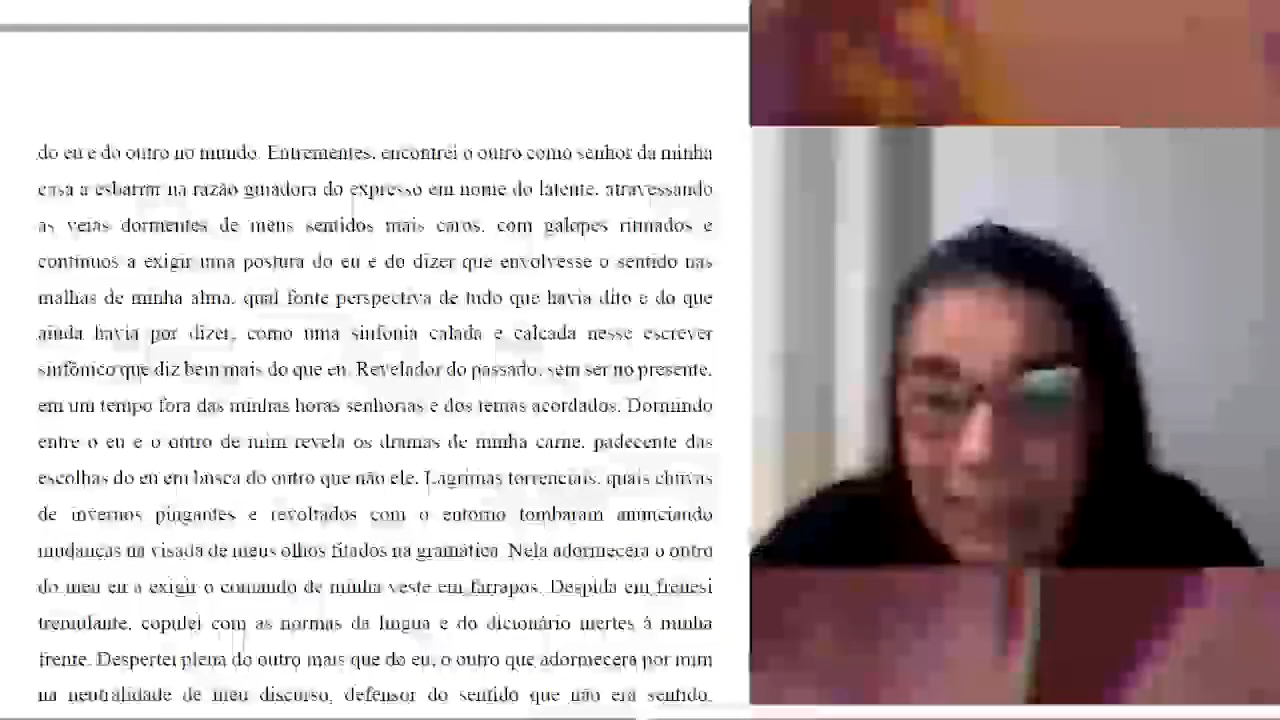 do eu e do outro no mundo. Entrementes, encontrei o outro como senhor da minha
casa a esbarrar na razão guiadora do expresso em nome do latente, atravessando
as veias dormentes de meus sentidos mais caros, com galopes ritmados e
contínuos a exigir uma postura do eu e do dizer que envolvesse o sentido nas
malhas de minha alma, qual fonte perspectiva de tudo que havia dito e do que
ainda havia por dizer, como uma sinfonia calada e calcada nesse escrever
sinfônico que diz bem mais do que eu. Revelador do passado, sem ser no presente,
em um tempo fora das minhas horas senhorias e dos temas acordados. Dormindo
entre o eu e o outro de mim revela os dramas de minha carne, padecente das
escolhas do eu em busca do outro que não ele. Lágrimas torrenciais, quais chuvas
de invernos pingantes e revoltados com o entorno tombaram anunciando
mudanças na visada de meus olhos fitados na gramática. Nela adormecera o outro
do meu eu a exigir o comando de minha veste em farrapos. Despida em frenesi
tremulante, copulei com as normas da língua e do dicionário inertes à minha
frente. Despertei plena do outro mais que do eu, o outro que adormecera por mim
na neutralidade de meu discurso, defensor do sentido que não era sentido,